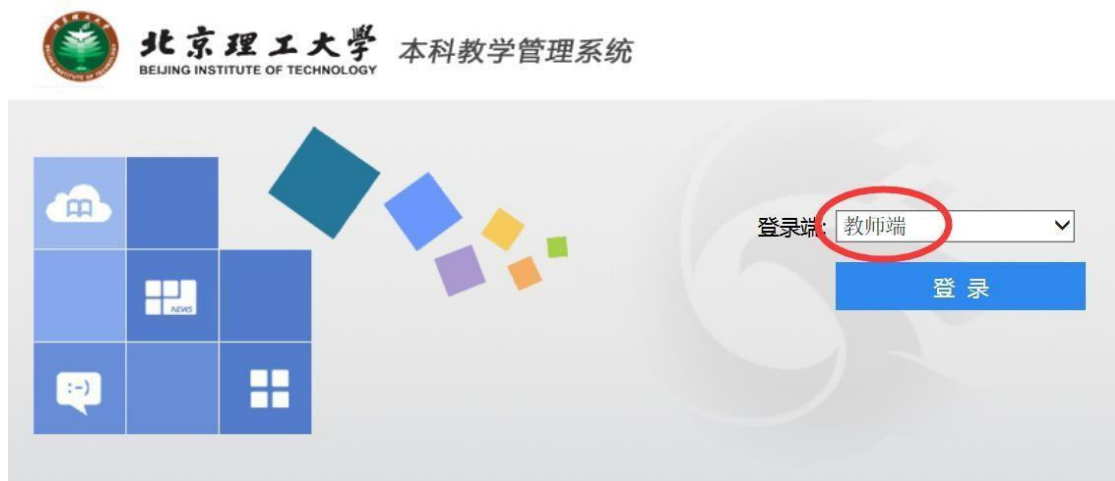 北京理工大學
BEIJING INSTITUTE OF TECHNOLOGY
本科教学管理系统
登录端: 教师端
登 录
NEWS
:-)